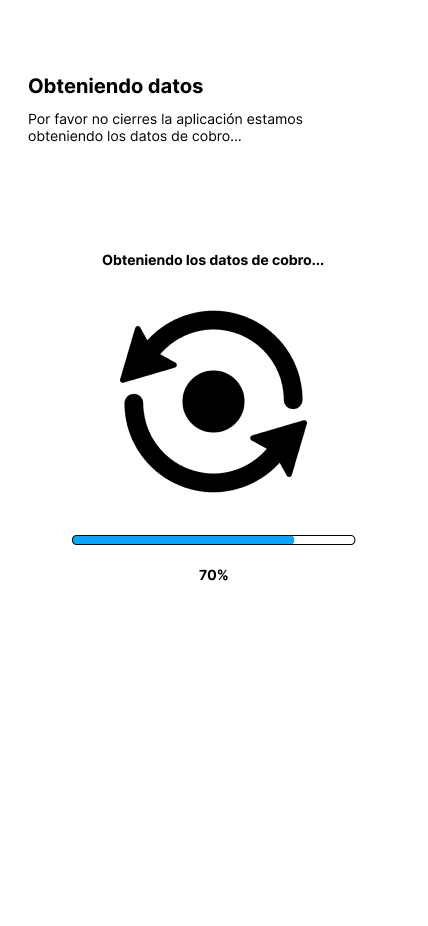 Obteniendo datos
Por favor no cierres la aplicación estamos
obteniendo los datos de cobro...
Obteniendo los datos de cobro...
70%